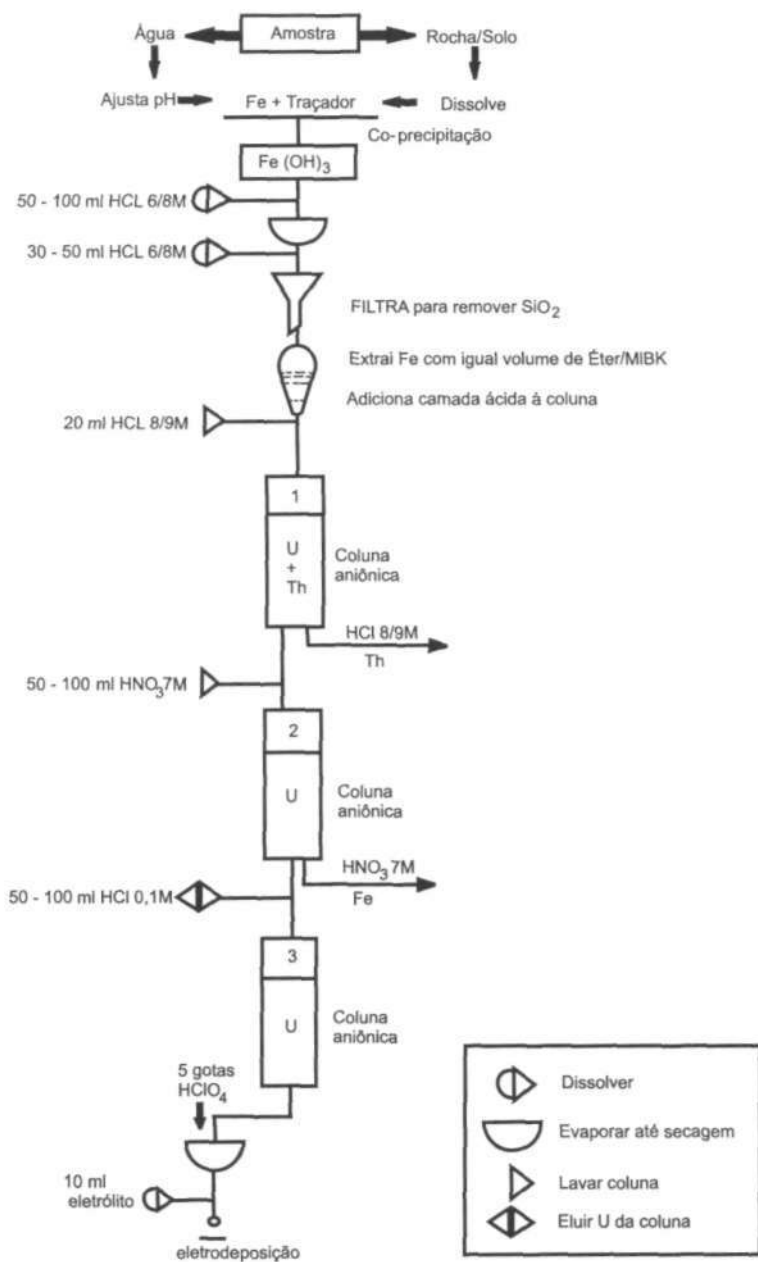 Água
Amostra
Rocha/Solo
Ajusta pH
Fe + Traçador
Dissolve
Co-precipitação
Fe (OH)3
50 - 100 ml HCL 6/8M
30 - 50 ml HCL 6/8M
FILTRA para remover SiO2
Extrai Fe com igual volume de Éter/MIBK
Adiciona camada ácida á coluna
20 ml HCL 8/9M
1
U
+
Th
Coluna
aniônica
HCl 8/9M
Th
50 - 100 ml HNO3 7M
2
U
Coluna
aniônica
HNO3 7M
Fe
50 - 100 ml HCl 0,1M
3
U
Coluna
aniônica
5 gotas
HClO4
10 ml
eletrólito
eletrodeposição
Dissolver
Evaporar até secagem
Lavar coluna
Eluir U da coluna